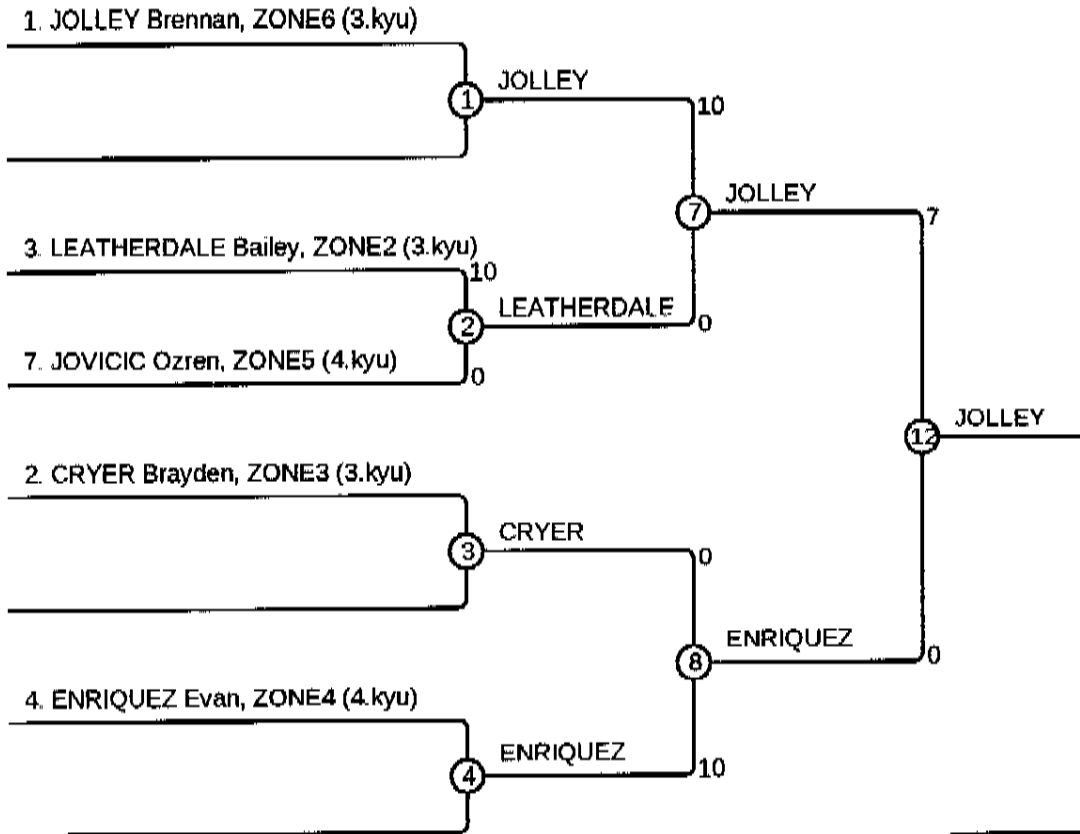 1. JOLLEY Brennan, ZONE6 (3.kyu)
1
JOLLEY
10
7
JOLLEY
7
3. LEATHERDALE Bailey, ZONE2 (3.kyu)
10
2
LEATHERDALE
0
7. JOVICIC Ozren, ZONE5 (4.kyu)
0
12
JOLLEY
2. CRYER Brayden, ZONE3 (3.kyu)
3
CRYER
0
8
ENRIQUEZ
0
4. ENRIQUEZ Evan, ZONE4 (4.kyu)
4
ENRIQUEZ
10